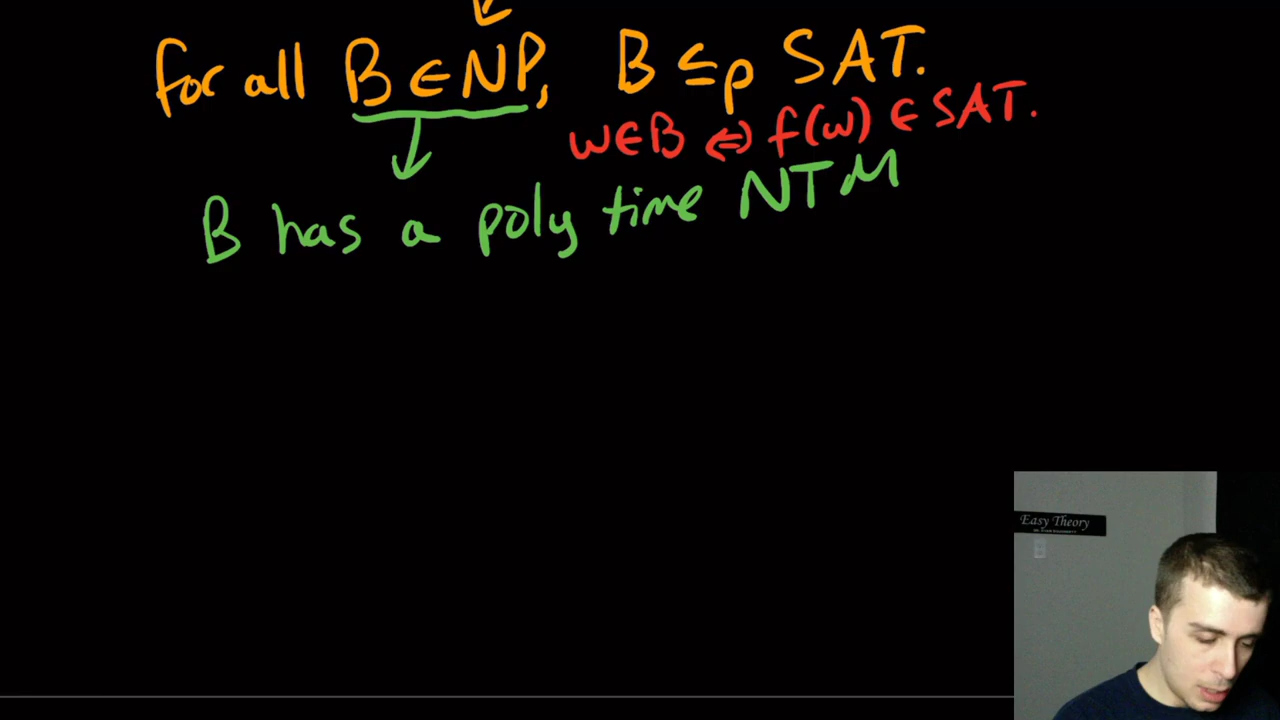 for all B ∈ NP, B ≤p SAT.
w∈B ⇔ f(w) ∈ SAT.
B has a poly time NTM
Easy Theory